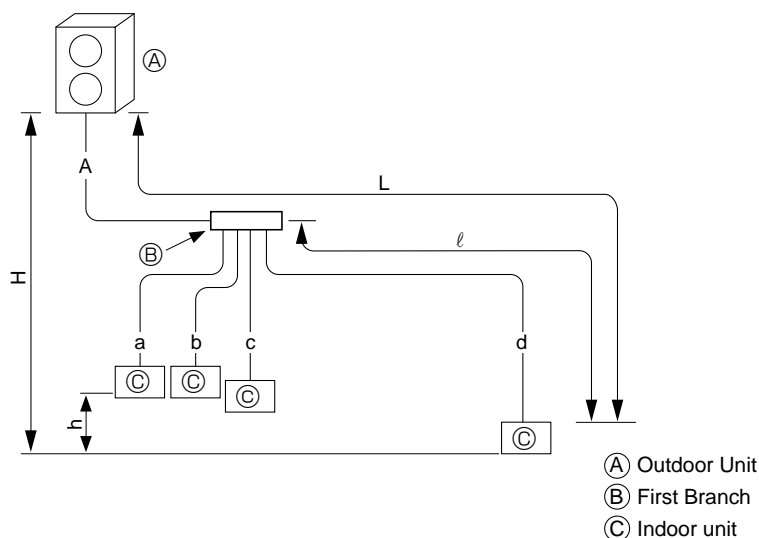 Ⓐ
A
L
Ⓑ
ℓ
H
a
b
c
d
Ⓒ
Ⓒ
Ⓒ
h
Ⓒ
Ⓐ Outdoor Unit
Ⓑ First Branch
Ⓒ Indoor unit